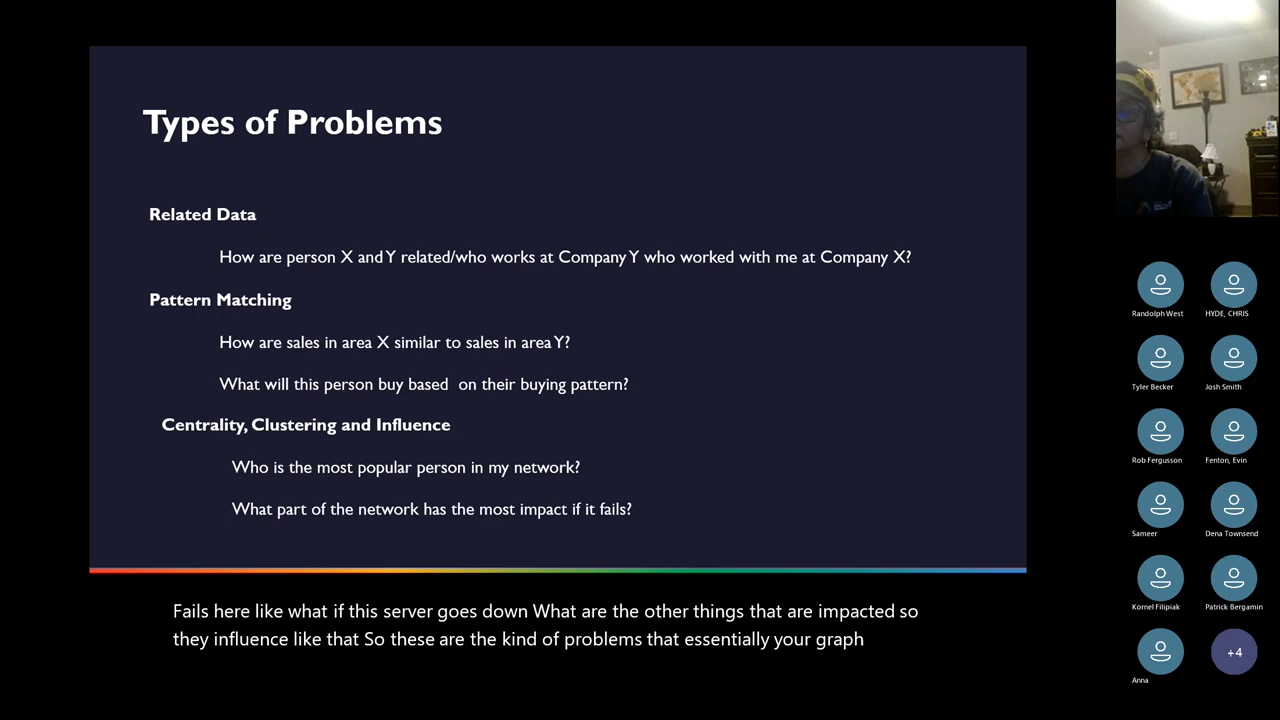 Types of Problems
Related Data
How are person X and Y related/who works at Company Y who worked with me at Company X?
Pattern Matching
How are sales in area X similar to sales in area Y?
What will this person buy based  on their buying pattern?
Centrality, Clustering and Influence
Who is the most popular person in my network?
What part of the network has the most impact if it fails?
Fails here like what if this server goes down What are the other things that are impacted so
they influence like that So these are the kind of problems that essentially your graph
Randolph West
HYDE, CHRIS
Tyler Becker
Josh Smith
Rob Fergusson
Fenton, Evin
Sameer
Dena Townsend
Kornel Filipiak
Patrick Bergamin
Anna
+4